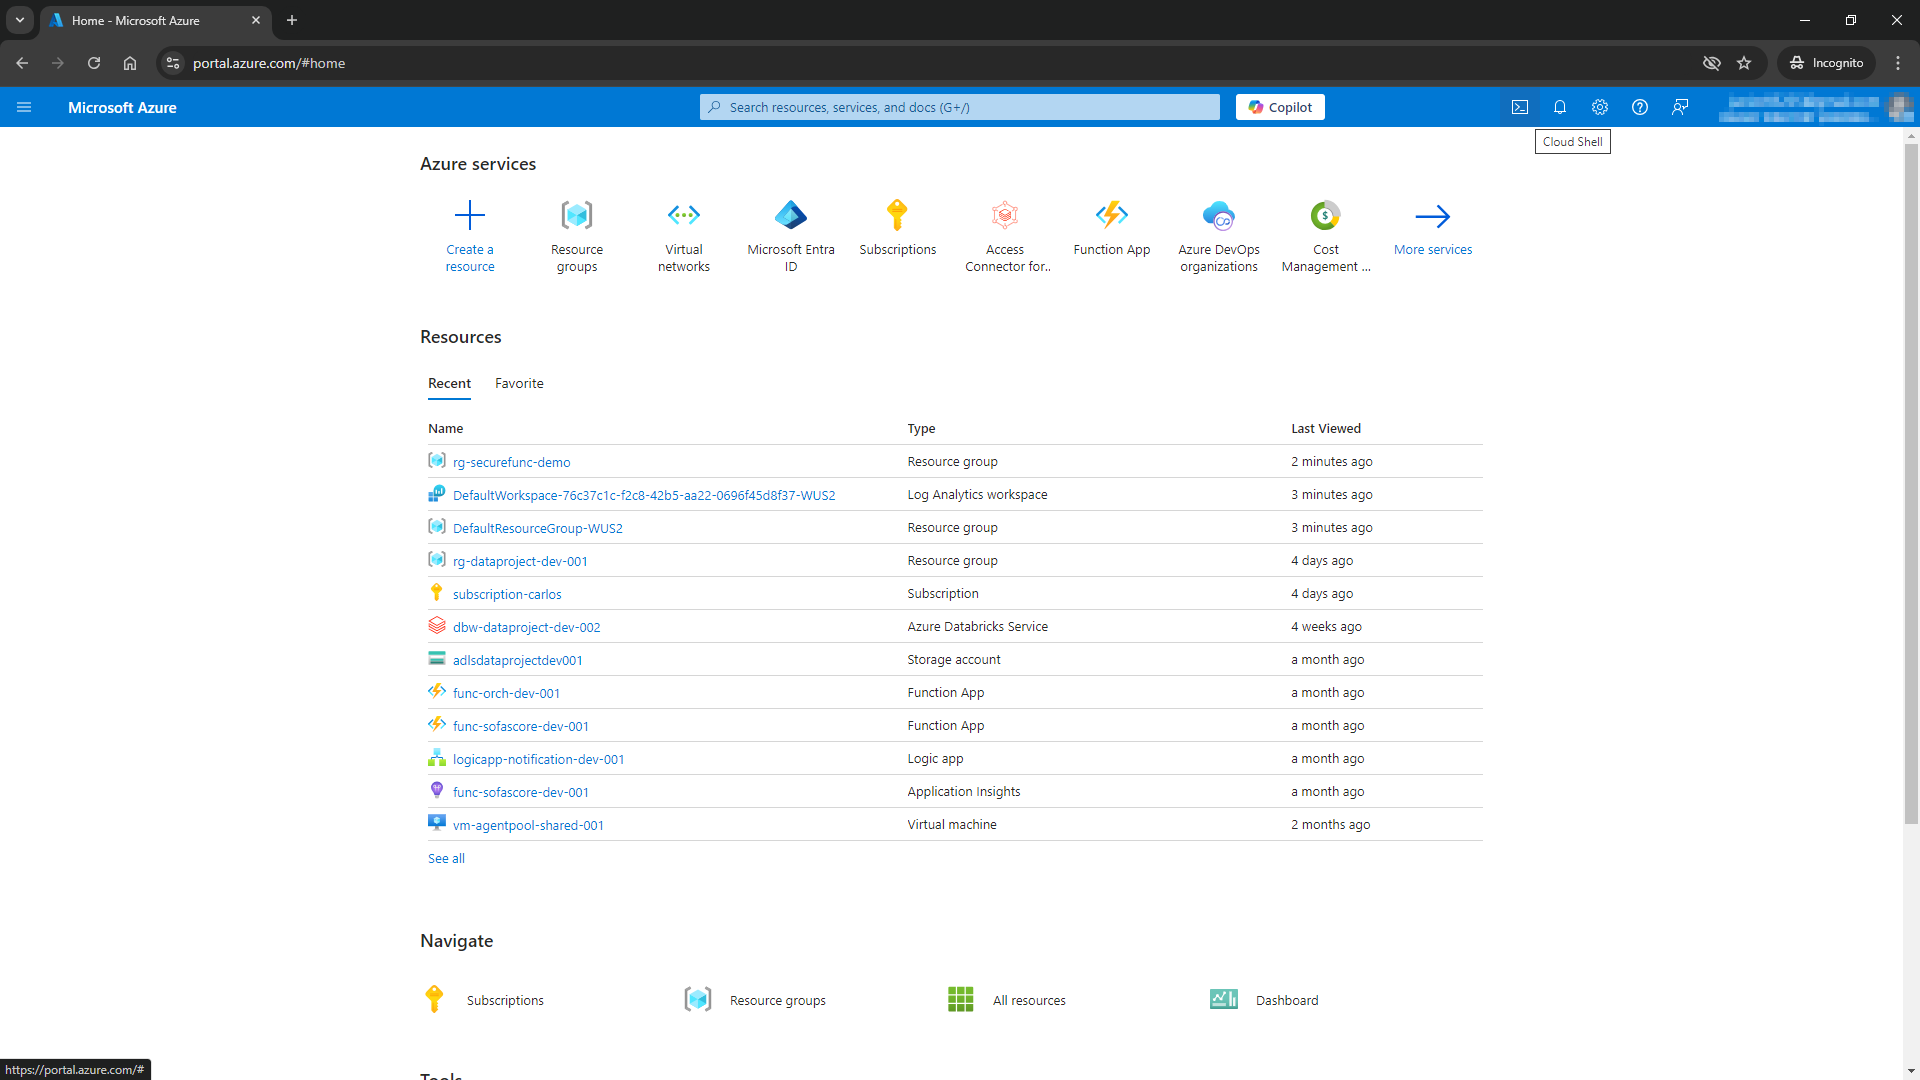 Home - Microsoft Azure
portal.azure.com/#home
Incognito
Microsoft Azure
Search resources, services, and docs (G+/)
Copilot
Cloud Shell
Azure services
Create a resource
Resource groups
Virtual networks
Microsoft Entra ID
Subscriptions
Access Connector for..
Function App
Azure DevOps organizations
Cost Management ...
More services
Resources
Recent Favorite
Name Type Last Viewed
rg-securefunc-demo Resource group 2 minutes ago
DefaultWorkspace-76c37c1c-f2c8-42b5-aa22-0696f45d8f37-WUS2 Log Analytics workspace 3 minutes ago
DefaultResourceGroup-WUS2 Resource group 3 minutes ago
rg-dataproject-dev-001 Resource group 4 days ago
subscription-carlos Subscription 4 days ago
dbw-dataproject-dev-002 Azure Databricks Service 4 weeks ago
adlsdataprojectdev001 Storage account a month ago
func-orch-dev-001 Function App a month ago
func-sofascore-dev-001 Function App a month ago
logicapp-notification-dev-001 Logic app a month ago
func-sofascore-dev-001 Application Insights a month ago
vm-agentpool-shared-001 Virtual machine 2 months ago
See all
Navigate
Subscriptions Resource groups All resources Dashboard
Tools
https://portal.azure.com/#